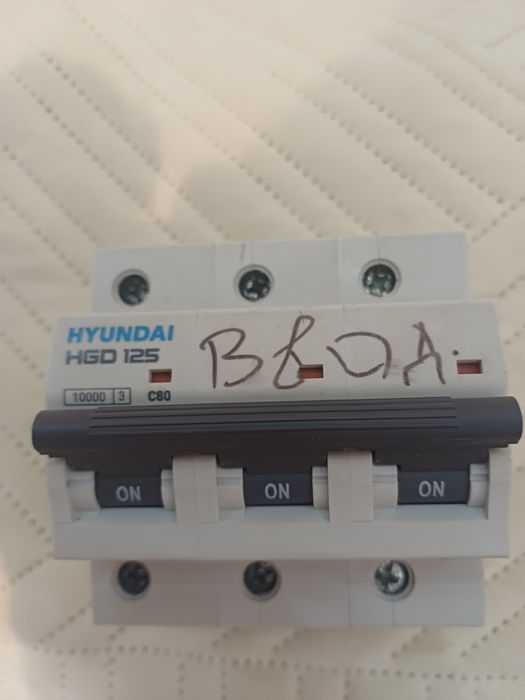 HYUNDAI
HGD 125
B80A.
10000 3 C80
ON ON ON